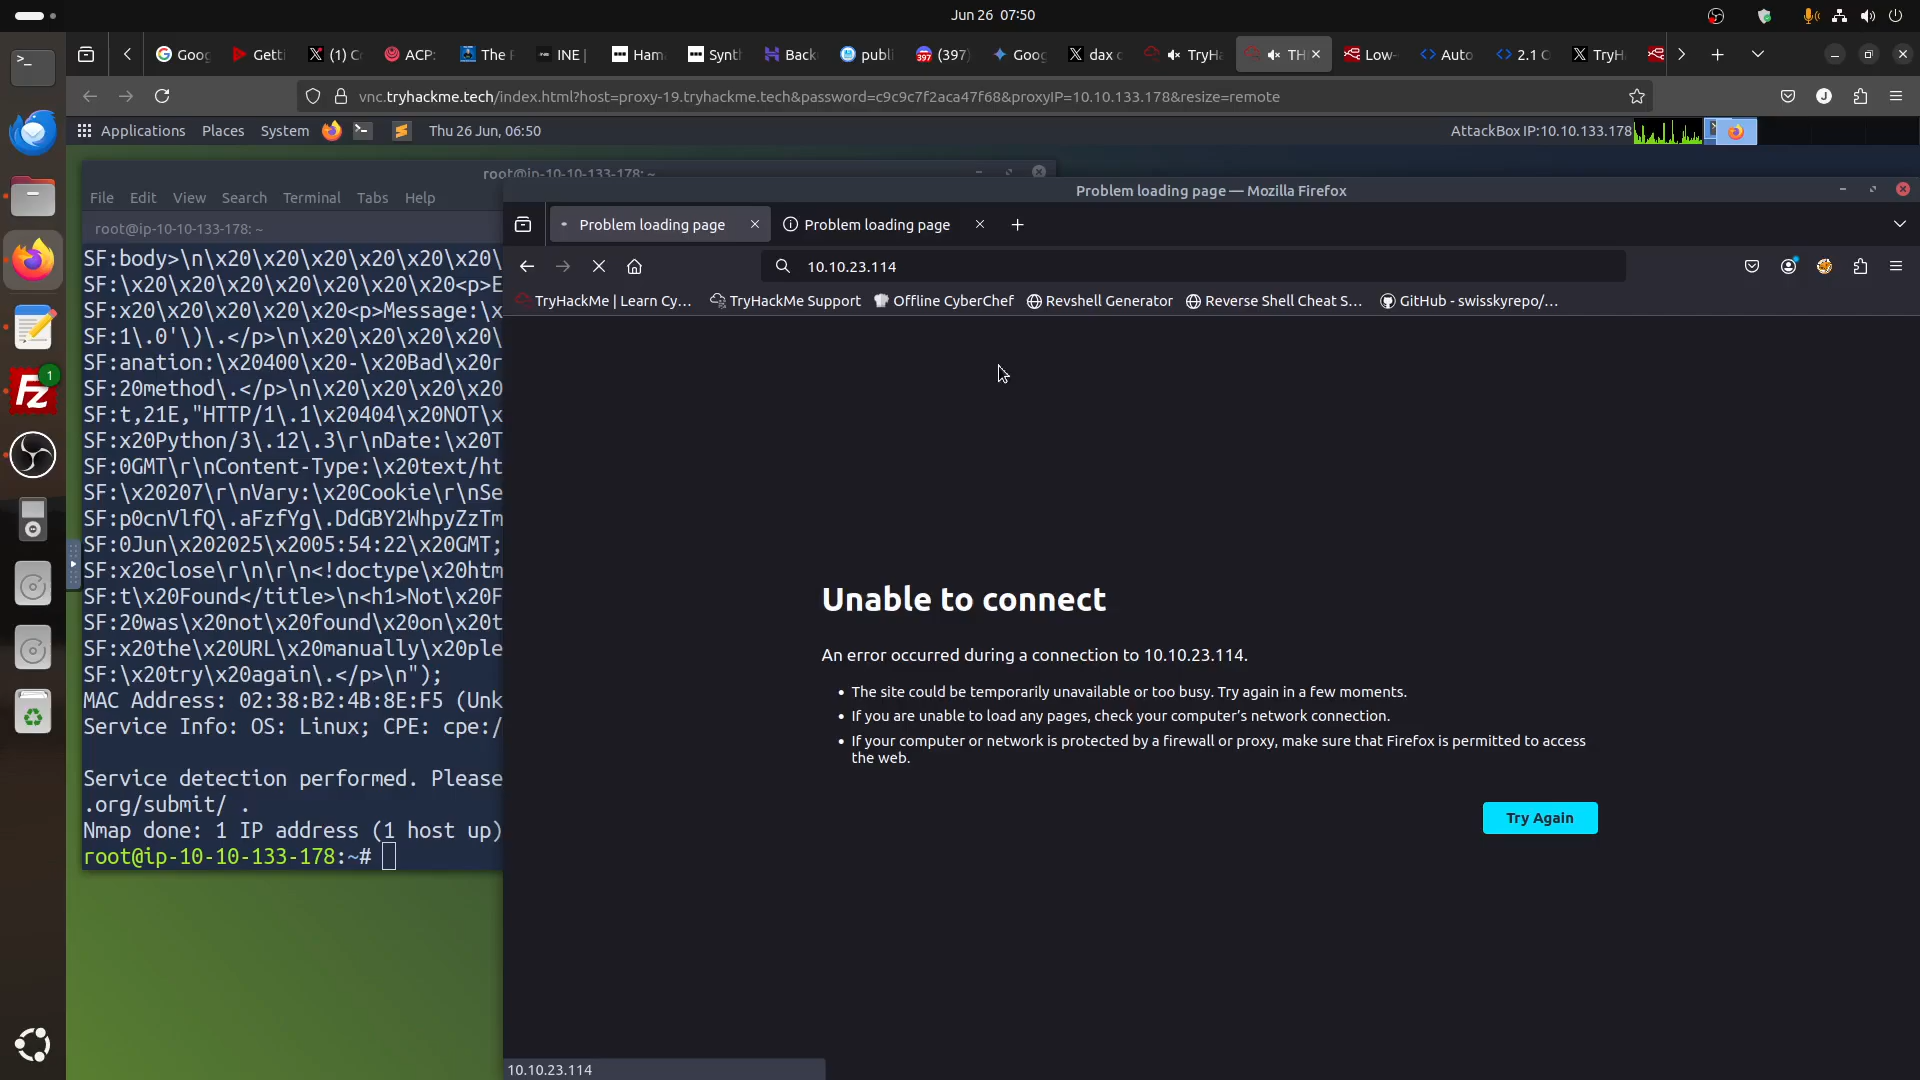 Jun 26 07:50
Goog
Getti
(1) C
ACP:
The F
INE |
Ham
Synt
Back
publi
397 (397)
Goog
dax
TryHa
TH
Low-
Auto
2.1 C
TryH
vnc.tryhackme.tech/index.html?host=proxy-19.tryhackme.tech&password=c9c9c7f2aca47f68&proxyIP=10.10.133.178&resize=remote
J
Applications Places System Thu 26 Jun, 06:50
AttackBox IP:10.10.133.178
root@ip-10-10-133-178: ~
File Edit View Search Terminal Tabs Help
root@ip-10-10-133-178: ~
SF:body>\n\x20\x20\x20\x20\x20\x20\
SF:\x20\x20\x20\x20\x20\x20\x20<p>E
SF:x20\x20\x20\x20\x20<p>Message:\x
SF:1\.0'\)\.</p>\n\x20\x20\x20\x20\
SF:anation:\x20400\x20-\x20Bad\x20r
SF:20method\.</p>\n\x20\x20\x20\x20
SF:t,21E,"HTTP/1\.1\x20404\x20NOT\x
SF:x20Python/3\.12\.3\r\nDate:\x20T
SF:0GMT\r\nContent-Type:\x20text/ht
SF:\x20207\r\nVary:\x20Cookie\r\nSe
SF:p0cnVlfQ\.aFzfYg\.DdGBY2WhpyZzTm
SF:0Jun\x202025\x2005:54:22\x20GMT;
SF:x20close\r\n\r\n<!doctype\x20htm
SF:t\x20Found</title>\n<h1>Not\x20F
SF:20was\x20not\x20found\x20on\x20t
SF:x20the\x20URL\x20manually\x20ple
SF:\x20try\x20again\.</p>\n");
MAC Address: 02:38:B2:4B:8E:F5 (Unk
Service Info: OS: Linux; CPE: cpe:/
Service detection performed. Please
.org/submit/ .
Nmap done: 1 IP address (1 host up)
root@ip-10-10-133-178:~#
Problem loading page — Mozilla Firefox
Problem loading page
Problem loading page
10.10.23.114
TryHackMe | Learn Cy...
TryHackMe Support
Offline CyberChef
Revshell Generator
Reverse Shell Cheat S...
GitHub - swisskyrepo/...
Unable to connect
An error occurred during a connection to 10.10.23.114.
• The site could be temporarily unavailable or too busy. Try again in a few moments.
• If you are unable to load any pages, check your computer's network connection.
• If your computer or network is protected by a firewall or proxy, make sure that Firefox is permitted to access
the web.
Try Again
10.10.23.114
Fz
1